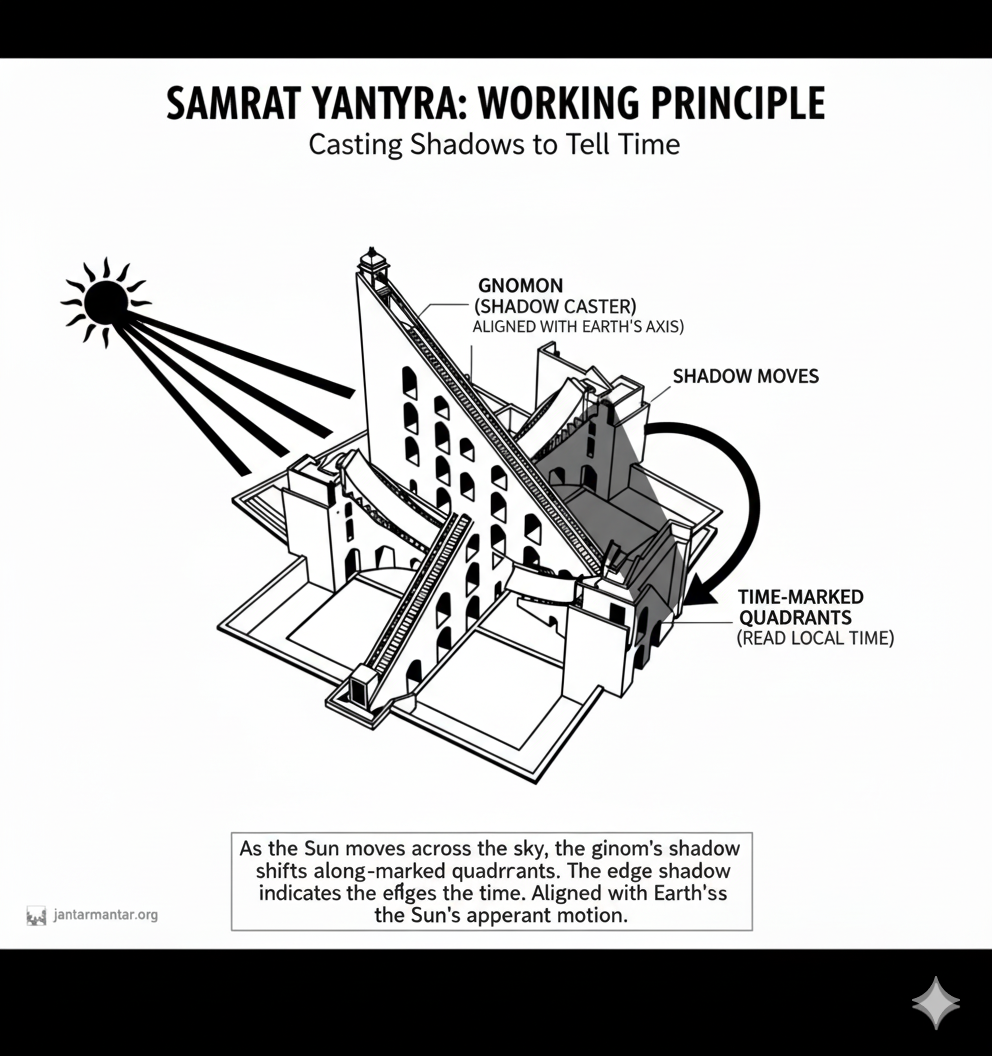 SAMRAT YANTYRA: WORKING PRINCIPLE
Casting Shadows to Tell Time
GNOMON
(SHADOW CASTER)
ALIGNED WITH EARTH'S AXIS)
SHADOW MOVES
TIME-MARKED
QUADRANTS
(READ LOCAL TIME)
As the Sun moves across the sky, the ginom's shadow
shifts along-marked quadrrants. The edge shadow
indicates the the time. Aligned with Earth'ss
the Sun's apperant motion.
jantarmantar.org